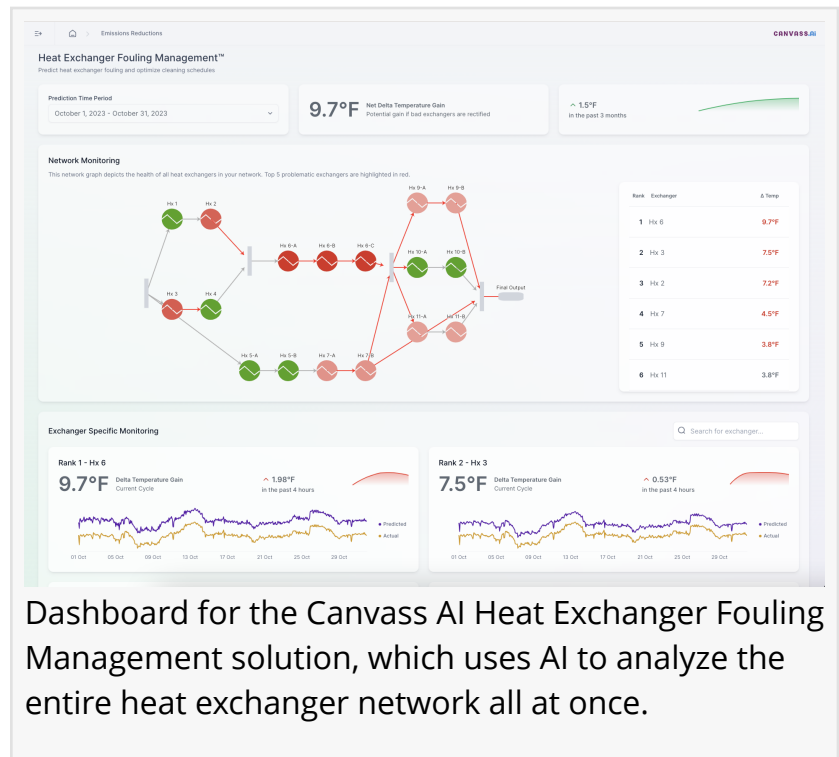 Emissions Reductions
CANVASS.Ai
Heat Exchanger Fouling Management™
Predict heat exchanger fouling and optimize cleaning schedules
Prediction Time Period
October 1, 2023 - October 31, 2023
9.7°F
Net Delta Temperature Gain
Potential gain if bad exchangers are rectified
1.5°F
in the past 3 months
Network Monitoring
This network graph depicts the health of all heat exchangers in your network. Top 5 problematic exchangers are highlighted in red.
Hx 1
Hx 2
Hx 3
Hx 4
Hx 5-A
Hx 5-B
Hx 6-A
Hx 6-B
Hx 6-C
Hx 7-A
Hx 7-B
Hx 9-A
Hx 9-B
Hx 10-A
Hx 10-B
Hx 11-A
Hx 11-B
Final Output
Rank Exchanger Δ Temp
1 Hx 6 9.7°F
2 Hx 3 7.5°F
3 Hx 2 7.2°F
4 Hx 7 4.5°F
5 Hx 9 3.8°F
6 Hx 11 3.8°F
Exchanger Specific Monitoring
Search for exchanger...
Rank 1 - Hx 6
9.7°F
Delta Temperature Gain
Current Cycle
1.98°F
in the past 4 hours
Predicted
Actual
01 Oct 05 Oct 09 Oct 13 Oct 17 Oct 21 Oct 25 Oct 29 Oct
Rank 2 - Hx 3
7.5°F
Delta Temperature Gain
Current Cycle
0.53°F
in the past 4 hours
Predicted
Actual
01 Oct 05 Oct 09 Oct 13 Oct 17 Oct 21 Oct 25 Oct 29 Oct
Dashboard for the Canvass AI Heat Exchanger Fouling
Management solution, which uses AI to analyze the
entire heat exchanger network all at once.